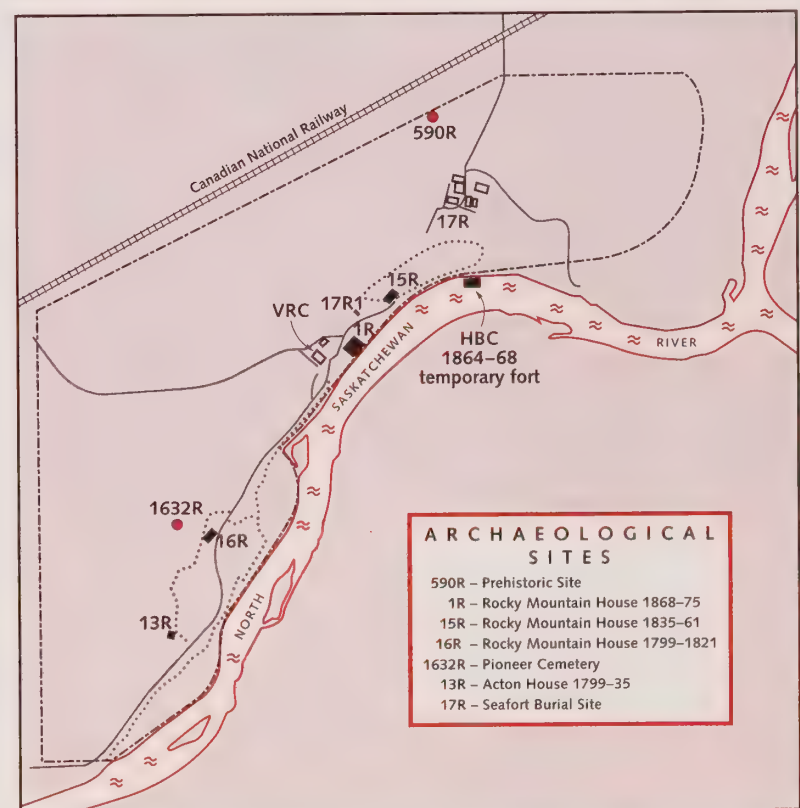 Canadian National Railway
590R
17R
15R
17R1
VRC
1R
HBC
1864–68
temporary fort
SASKATCHEWAN
RIVER
1632R
16R
13R
NORTH
ARCHAEOLOGICAL
SITES
590R – Prehistoric Site
1R – Rocky Mountain House 1868–75
15R – Rocky Mountain House 1835–61
16R – Rocky Mountain House 1799–1821
1632R – Pioneer Cemetery
13R – Acton House 1799–35
17R – Seafort Burial Site